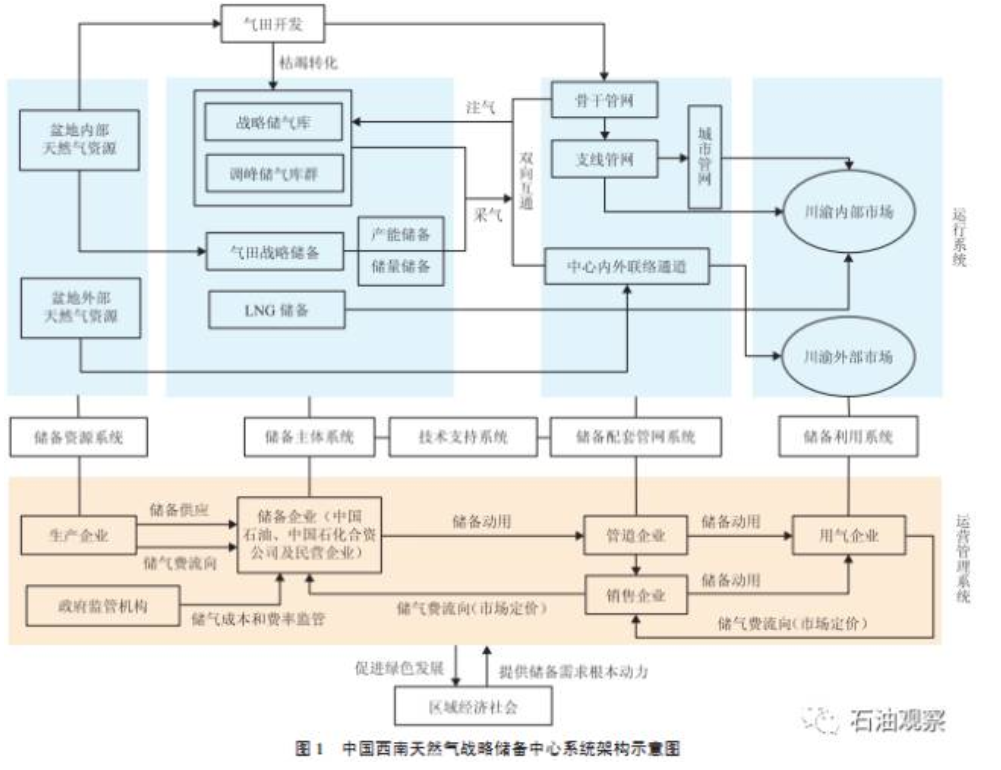 气田开发
枯竭转化
盆地内部
天然气资源
战略储气库
调峰储气库群
注气
采气
双向互通
骨干管网
支线管网
城市管网
川渝内部市场
气田战略储备
产能储备
储量储备
中心内外联络通道
盆地外部
天然气资源
LNG 储备
川渝外部市场
运行系统
储备资源系统
储备主体系统
技术支持系统
储备配套管网系统
储备利用系统
生产企业
储备供应
储气费流向
储备企业（中国
石油、中国石化合资
公司及民营企业）
储备动用
管道企业
储备动用
用气企业
政府监管机构
储气成本和费率监管
储气费流向（市场定价）
销售企业
储备动用
储气费流向（市场定价）
运营管理系统
促进绿色发展
提供储备需求根本动力
区域经济社会
石油观察
图 1 中国西南天然气战略储备中心系统架构示意图